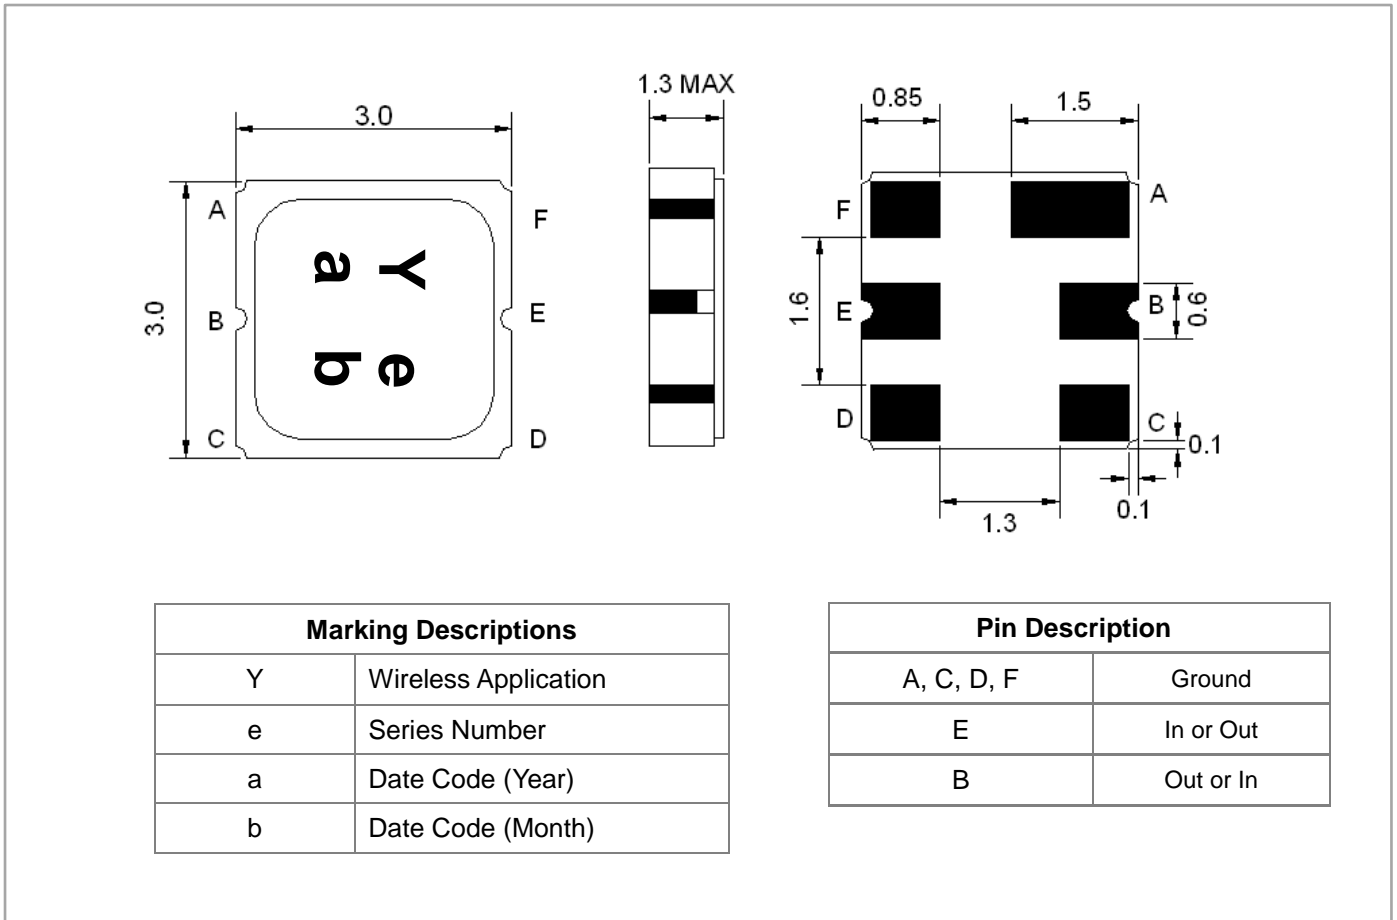 1.3 MAX
3.0
0.85
1.5
A
F
F
A
Y
a
3.0
B
E
1.6
E
B
0.6
e
b
C
D
D
C
0.1
1.3
0.1
Marking Descriptions
Y Wireless Application
e Series Number
a Date Code (Year)
b Date Code (Month)
Pin Description
A, C, D, F Ground
E In or Out
B Out or In